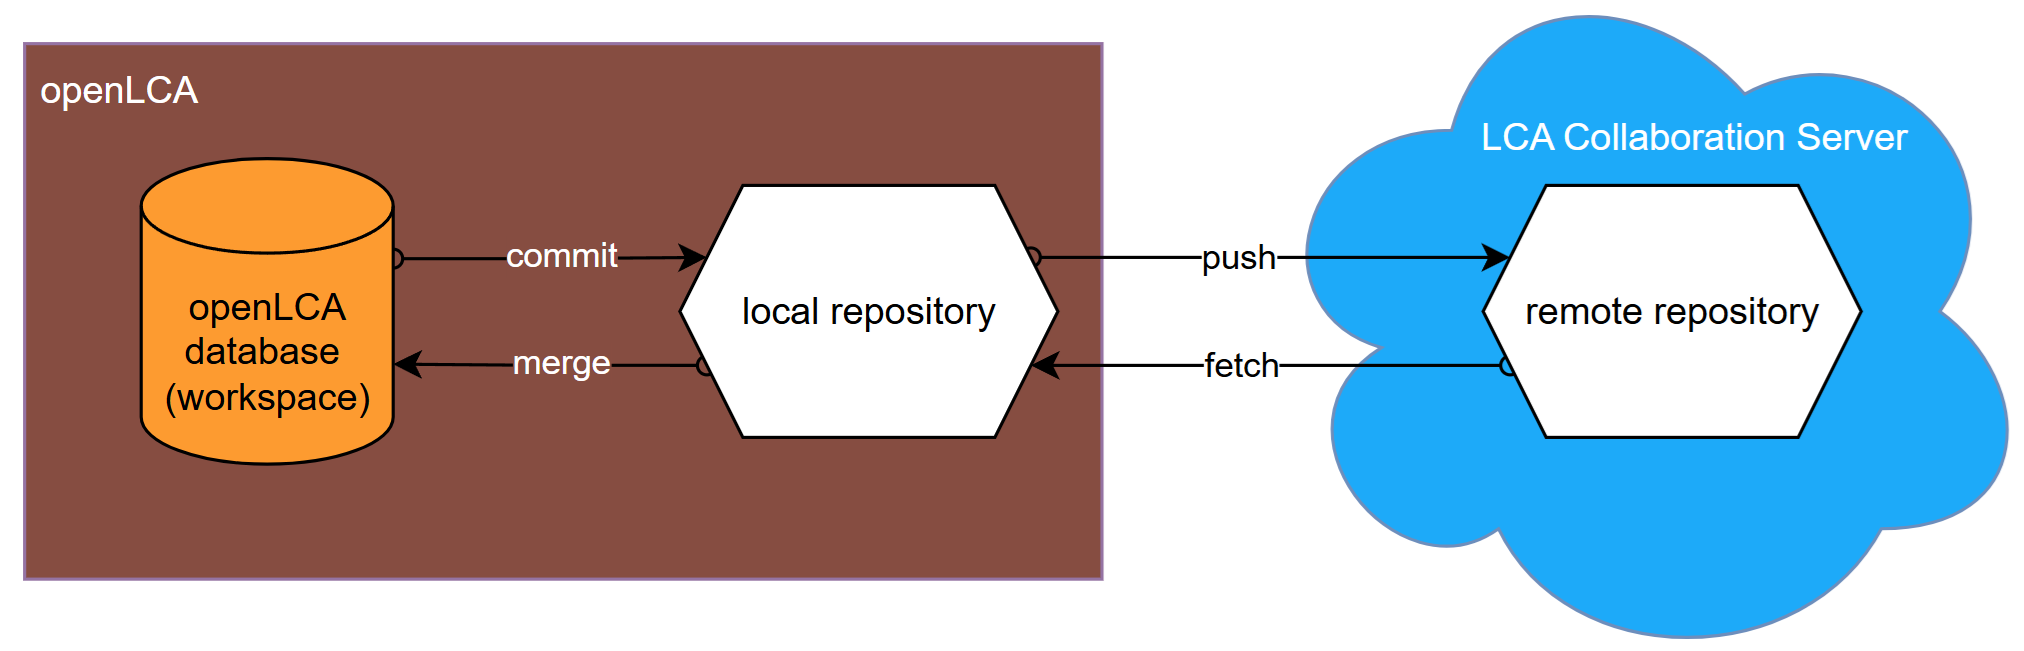 openLCA
LCA Collaboration Server
commit
push
openLCA
database
(workspace)
local repository
remote repository
merge
fetch